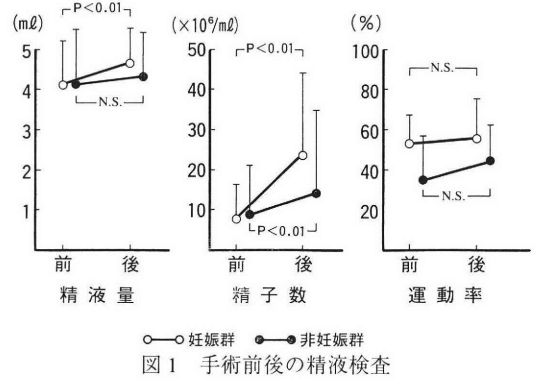 (mℓ)
P<0.01
5
4
3
2
1
N.S.
前 後
精液量
(×10⁶/ml)
P<0.01
50
40
30
20
10
P<0.01
前 後
精子数
(%)
N.S.
100
80
60
40
20
N.S.
前 後
運動率
妊娠群 非妊娠群
図1 手術前後の精液検査